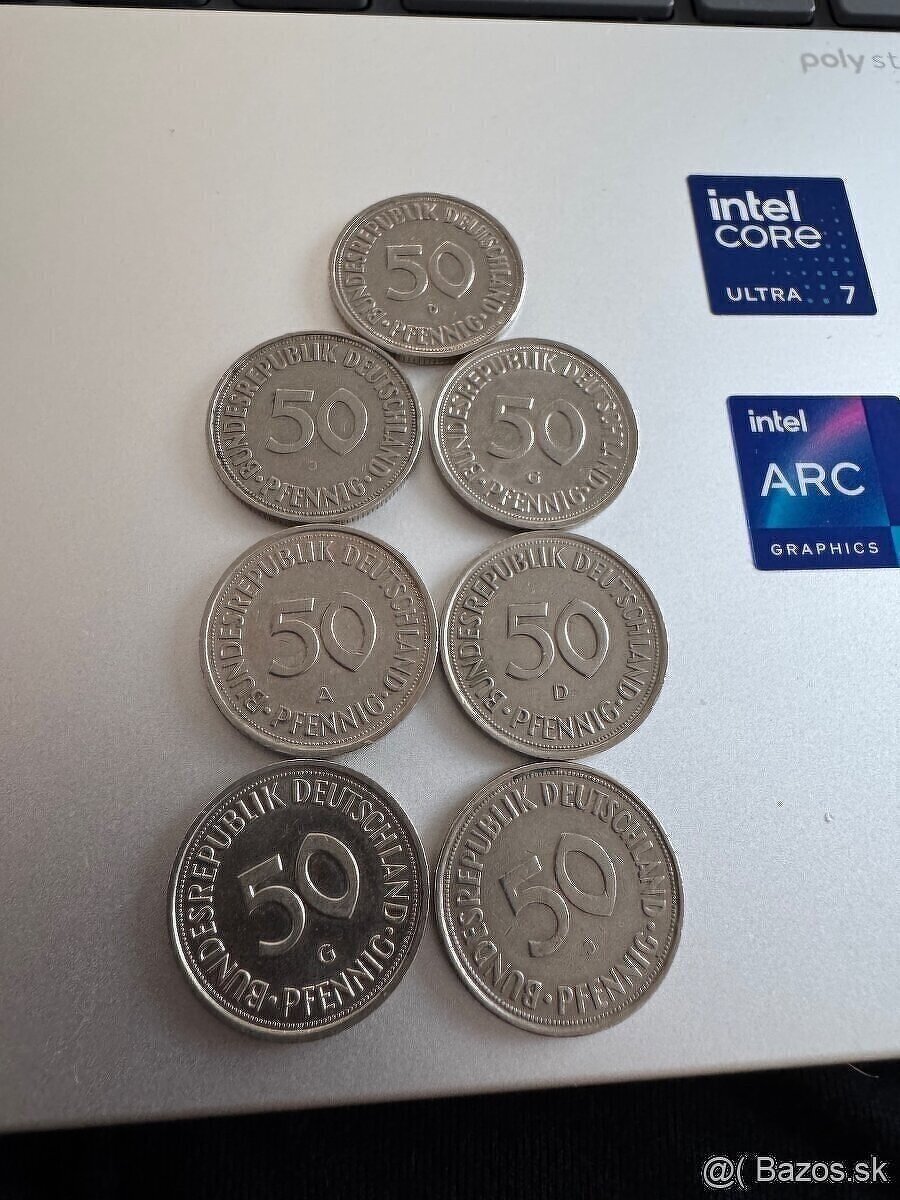 poly st
intel
CORE
ULTRA 7
intel
ARC
GRAPHICS
BUNDESREPUBLIK DEUTSCHLAND
50
D
PFENNIG
BUNDESREPUBLIK DEUTSCHLAND
50
J
PFENNIG
BUNDESREPUBLIK DEUTSCHLAND
50
G
PFENNIG
BUNDESREPUBLIK DEUTSCHLAND
50
A
PFENNIG
BUNDESREPUBLIK DEUTSCHLAND
50
D
PFENNIG
BUNDESREPUBLIK DEUTSCHLAND
50
G
PFENNIG
BUNDESREPUBLIK DEUTSCHLAND
50
PFENNIG
@( Bazos.sk